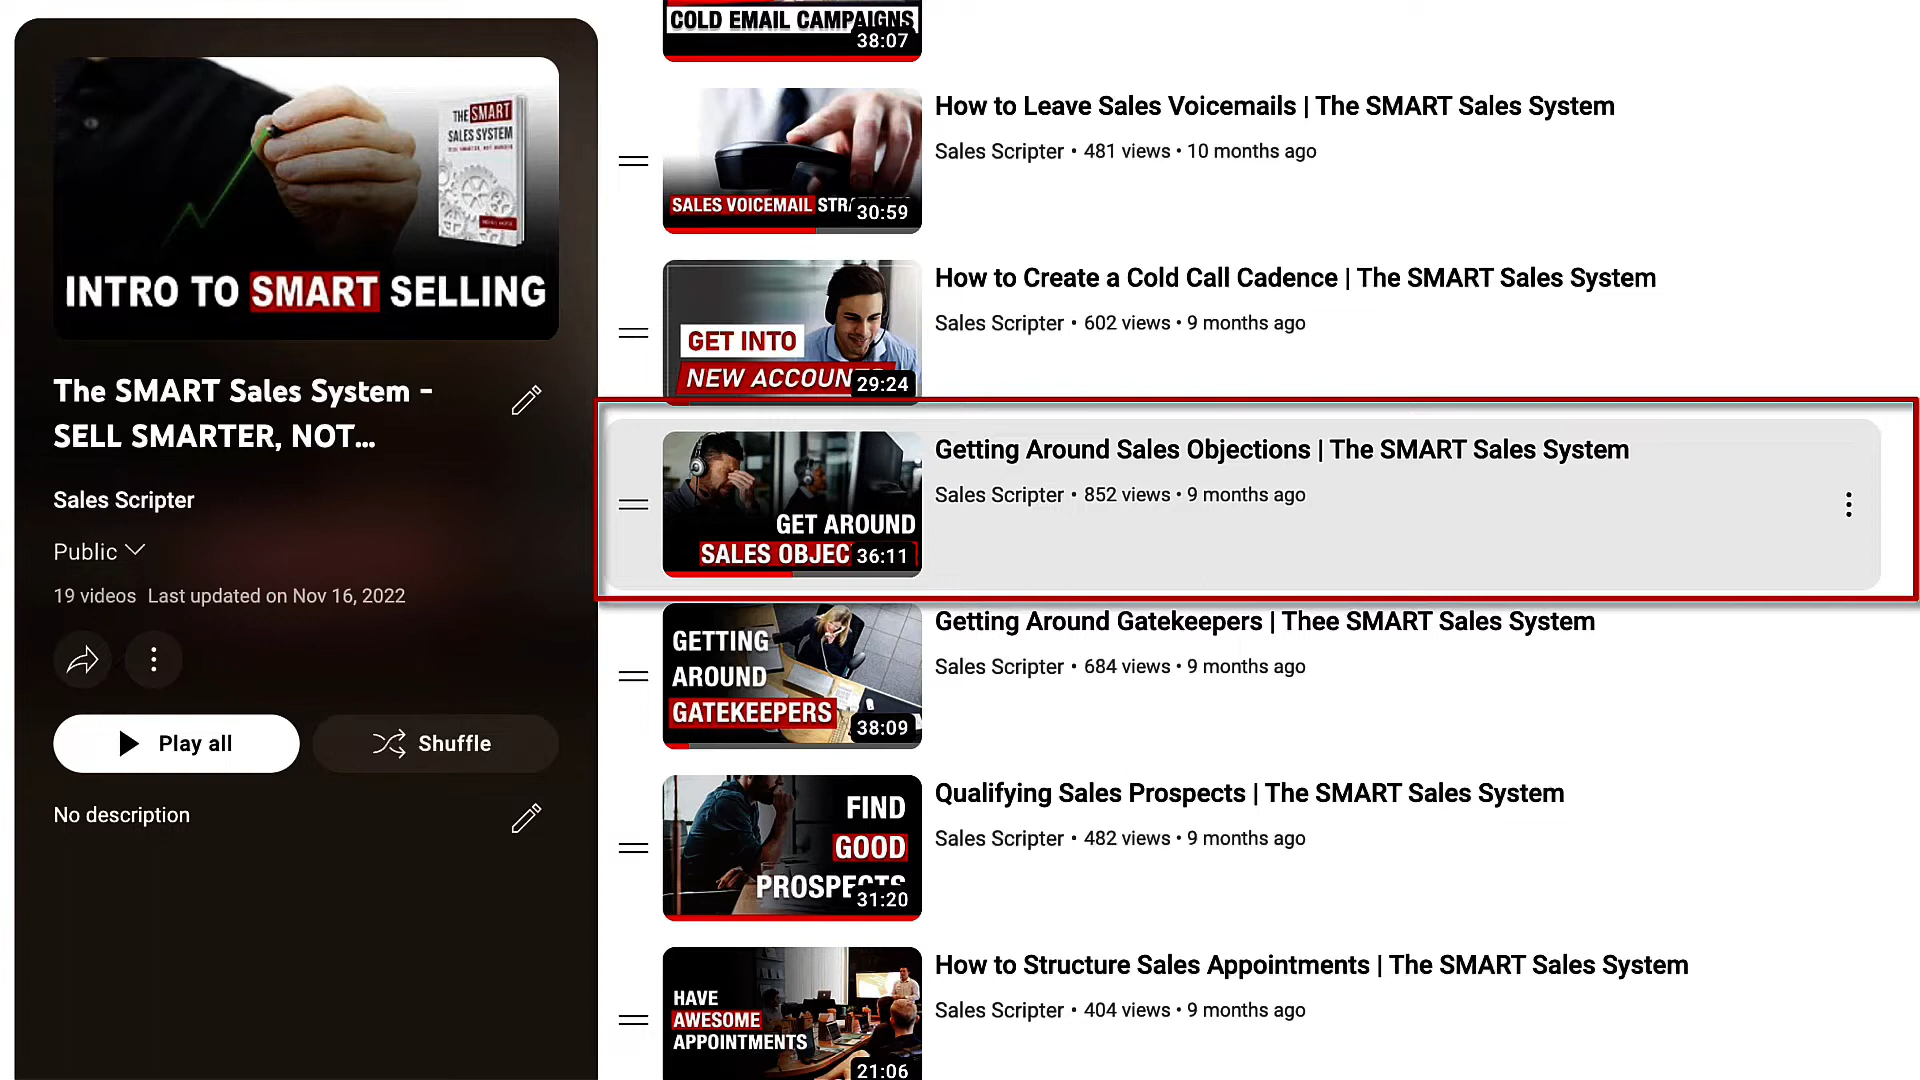 COLD EMAIL CAMPAIGNS
38:07
THE SMART
SALES SYSTEM
INTRO TO SMART SELLING
The SMART Sales System -
SELL SMARTER, NOT...
Sales Scripter
Public
19 videos Last updated on Nov 16, 2022
Play all
Shuffle
No description
SALES VOICEMAIL STRA
30:59
How to Leave Sales Voicemails | The SMART Sales System
Sales Scripter • 481 views • 10 months ago
GET INTO
NEW ACCOUNT
29:24
How to Create a Cold Call Cadence | The SMART Sales System
Sales Scripter • 602 views • 9 months ago
GET AROUND
SALES OBJEC
36:11
Getting Around Sales Objections | The SMART Sales System
Sales Scripter • 852 views • 9 months ago
GETTING
AROUND
GATEKEEPERS
38:09
Getting Around Gatekeepers | Thee SMART Sales System
Sales Scripter • 684 views • 9 months ago
FIND
GOOD
PROSPECTS
31:20
Qualifying Sales Prospects | The SMART Sales System
Sales Scripter • 482 views • 9 months ago
HAVE
AWESOME
APPOINTMENTS
21:06
How to Structure Sales Appointments | The SMART Sales System
Sales Scripter • 404 views • 9 months ago